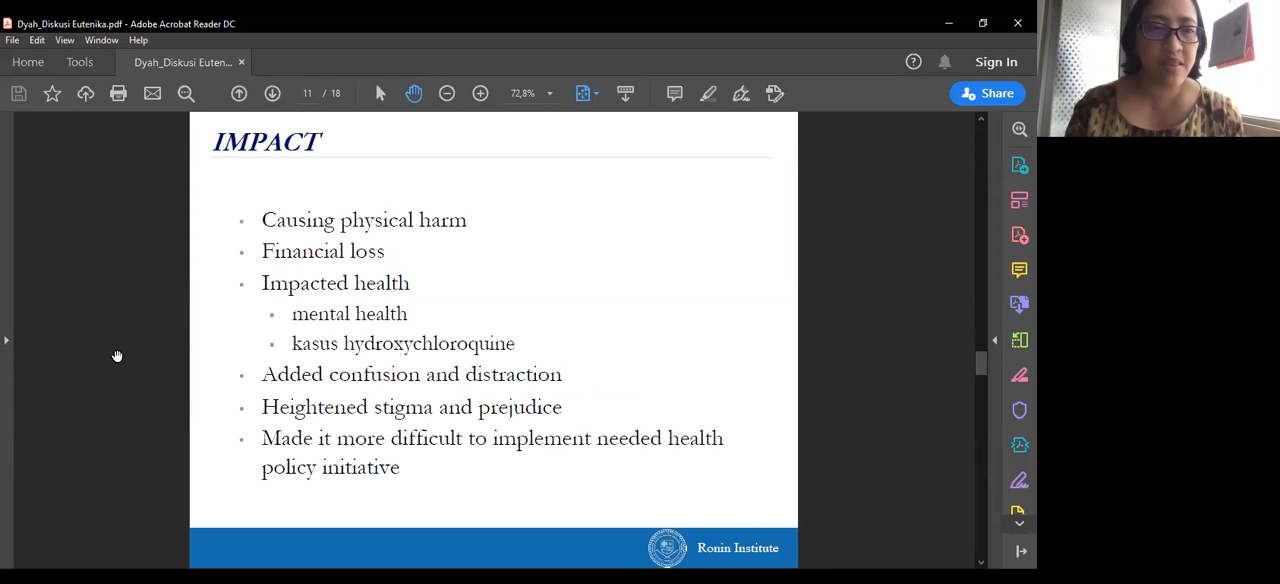 Dyah_Diskusi Eutenika.pdf - Adobe Acrobat Reader DC
File Edit View Window Help
Home Tools Dyah_Diskusi Euten... × Sign In
11 / 18 72,8% Share
IMPACT
Causing physical harm
Financial loss
Impacted health
mental health
kasus hydroxychloroquine
Added confusion and distraction
Heightened stigma and prejudice
Made it more difficult to implement needed health
policy initiative
Ronin Institute